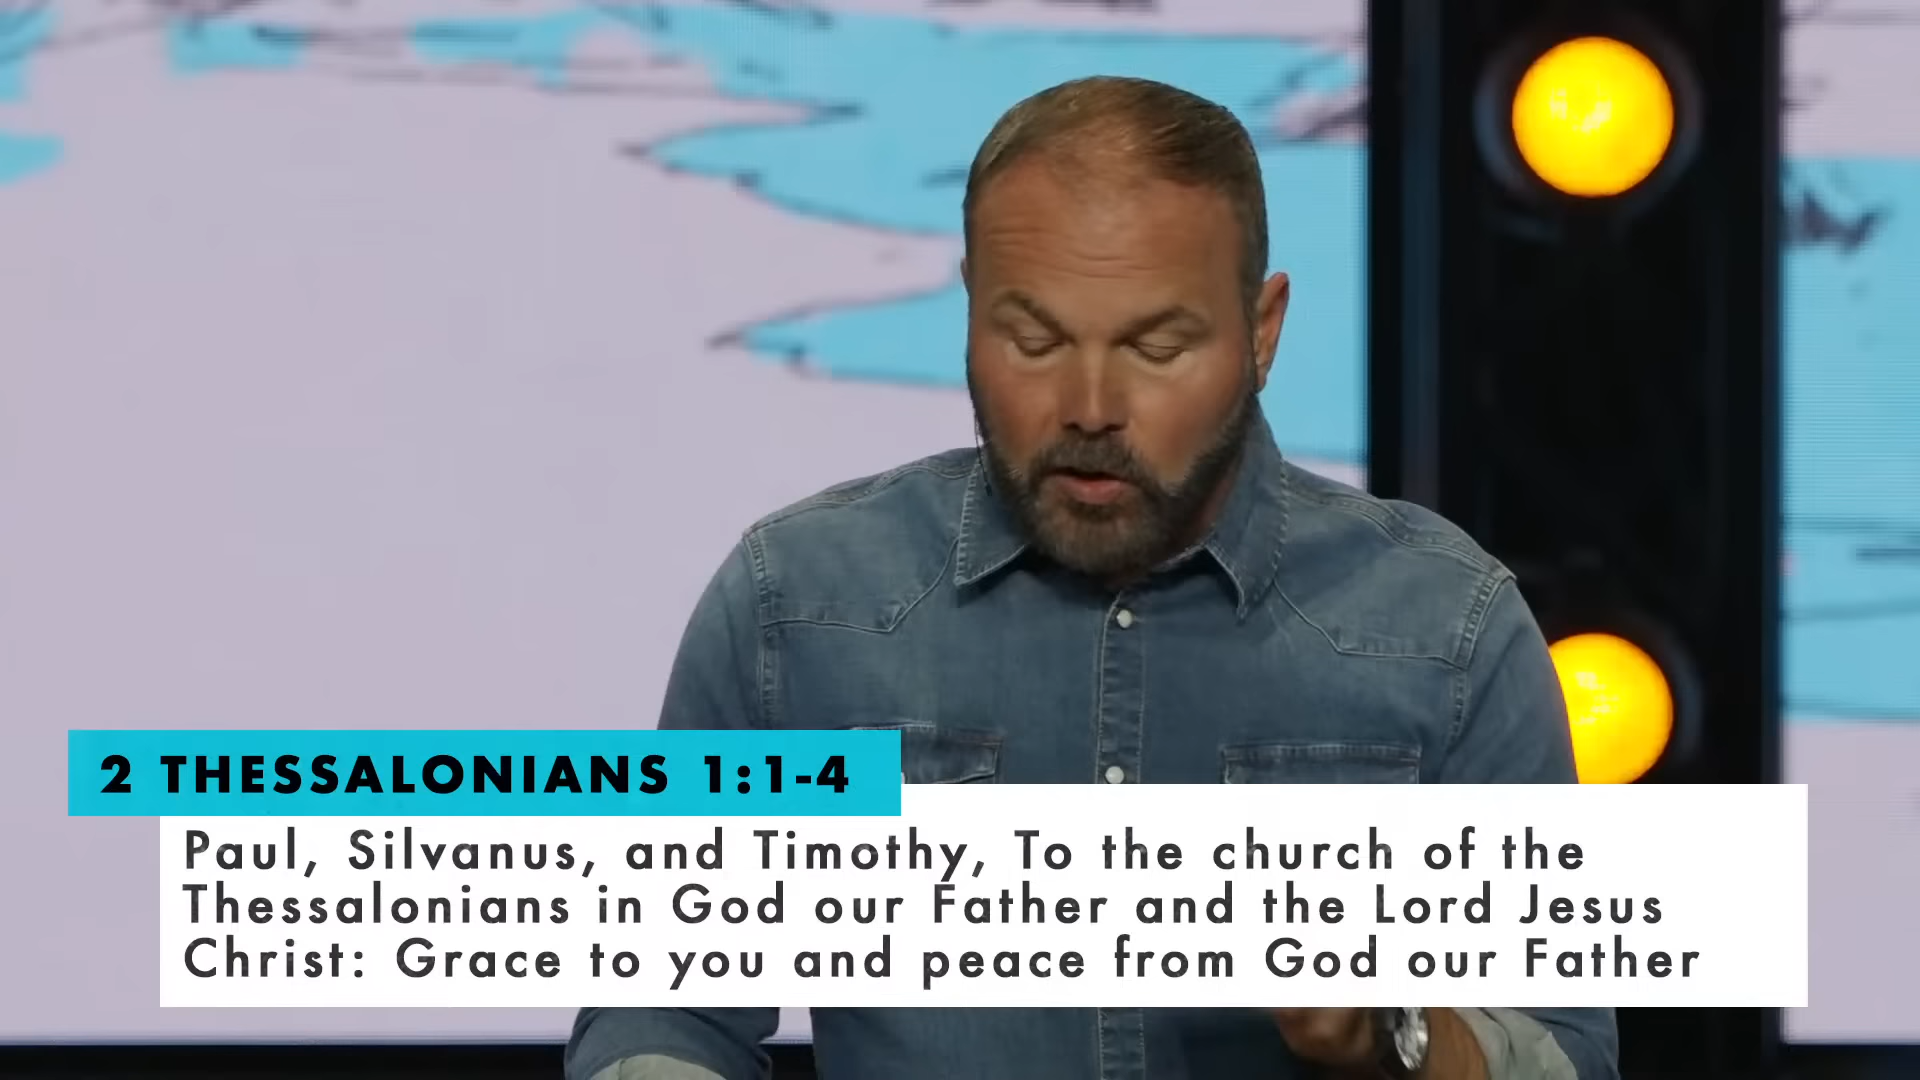 2 THESSALONIANS 1:1-4
Paul, Silvanus, and Timothy, To the church of the
Thessalonians in God our Father and the Lord Jesus
Christ: Grace to you and peace from God our Father